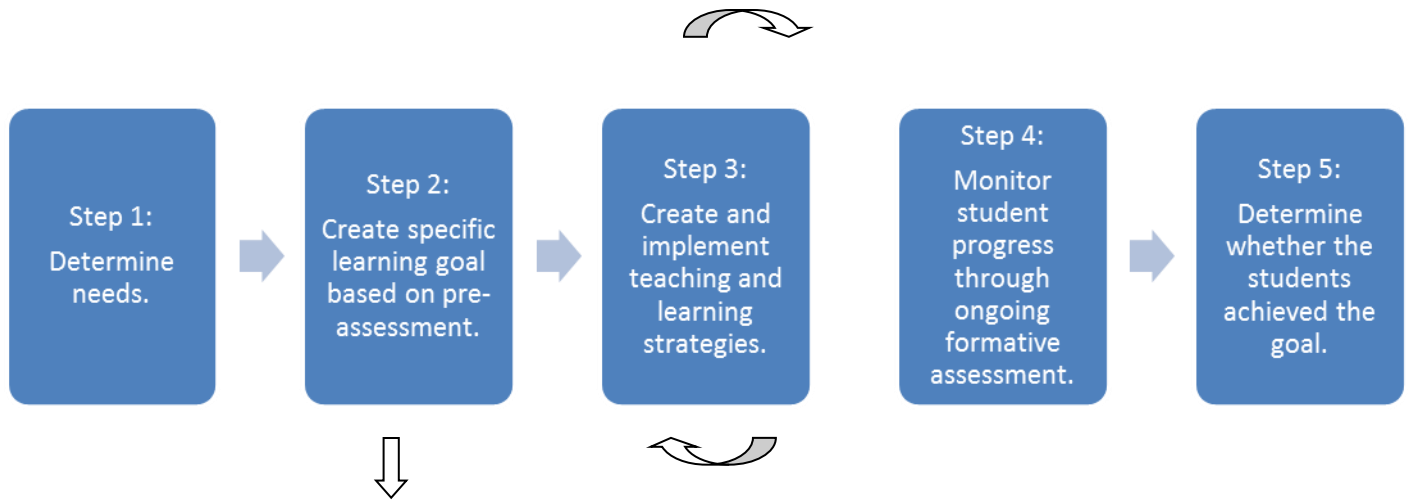 Step 1:
Determine
needs.
Step 2:
Create specific
learning goal
based on pre-
assessment.
Step 3:
Create and
implement
teaching and
learning
strategies.
Step 4:
Monitor
student
progress
through
ongoing
formative
assessment.
Step 5:
Determine
whether the
students
achieved the
goal.